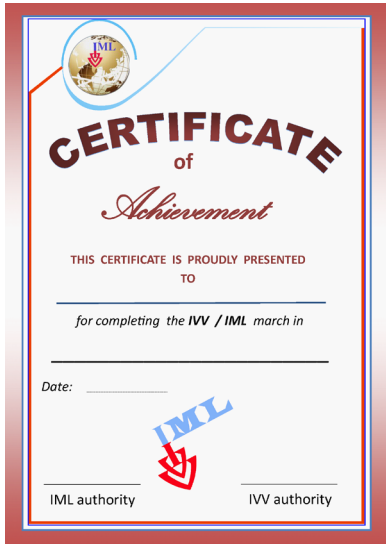 IML
CERTIFICATE
of
Achievement
THIS CERTIFICATE IS PROUDLY PRESENTED
TO
for completing the IVV / IML march in
Date:
IML
IML authority IVV authority